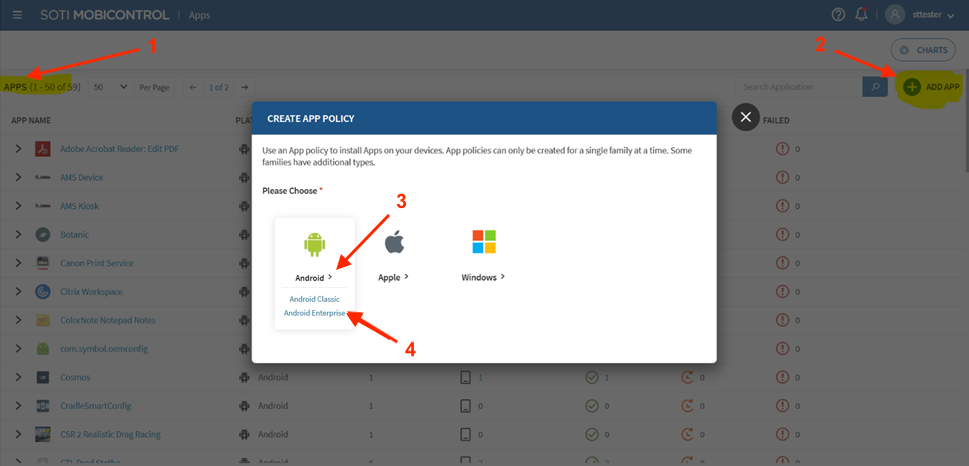 SOTI MOBICONTROL | Apps
zttester
1
2
CHARTS
APPS (1 - 50 of 59) 50 Per Page 1 of 2
Search Application
ADD APP
APP NAME
FAILED
CREATE APP POLICY
Use an App policy to install Apps on your devices. App policies can only be created for a single family at a time. Some
families have additional types.
Please Choose *
3
Android >
Apple >
Windows >
Android Classic
Android Enterprise
4
Adobe Acrobat Reader: Edit PDF 0
AMS Device 0
AMS Kiosk 0
Botanic 0
Canon Print Service 0
Citrix Workspace 0
ColorNote Notepad Notes 0
com.symbol.oemconfig 0
Cosmos Android 1 1 1 0 0
CradleSmartConfig Android 1 0 0 0 0
CSR 2 Realistic Drag Racing Android 1 0 0 0 0